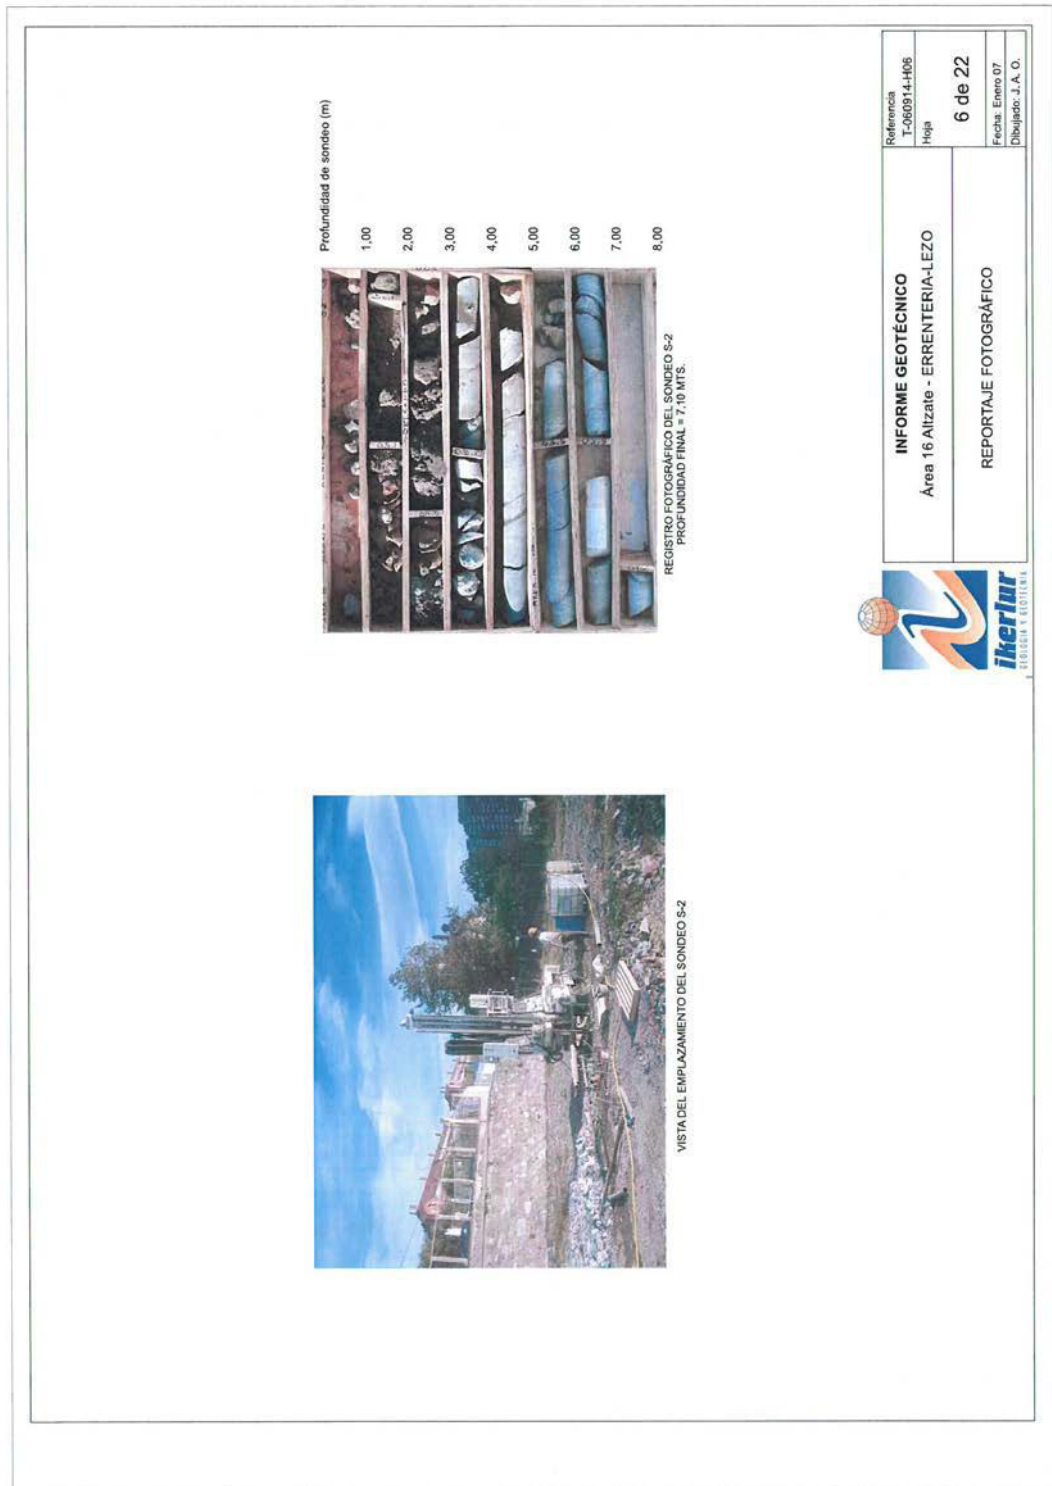 Profundidad de sondeo (m)
1,00
2,00
3,00
4,00
5,00
6,00
7,00
8,00
REGISTRO FOTOGRÁFICO DEL SONDEO S-2
PROFUNDIDAD FINAL = 7,10 MTS.
VISTA DEL EMPLAZAMIENTO DEL SONDEO S-2
ikerlur
GEOLOGIA Y GEOTECNIA
INFORME GEOTÉCNICO
Área 16 Altzate - ERRENTERIA-LEZO
REPORTAJE FOTOGRÁFICO
Referencia
T-060914-H06
Hoja
6 de 22
Fecha: Enero 07
Dibujado: J. A. O.